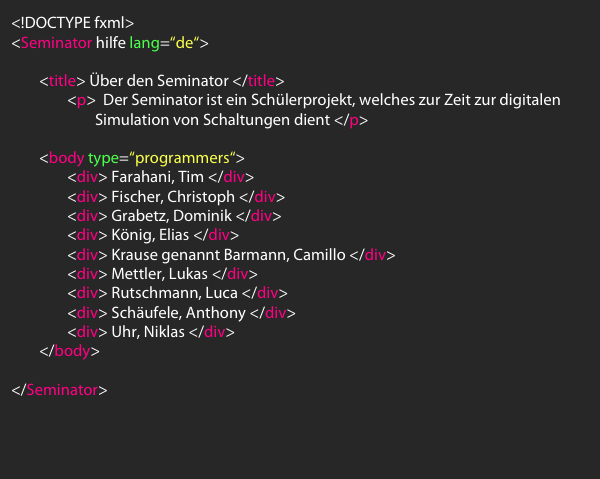 <!DOCTYPE fxml>
<Seminator hilfe lang=“de“>
<title> Über den Seminator </title>
<p>  Der Seminator ist ein Schülerprojekt, welches zur Zeit zur digitalen
Simulation von Schaltungen dient </p>
<body type=“programmers“>
<div> Farahani, Tim </div>
<div> Fischer, Christoph </div>
<div> Grabetz, Dominik </div>
<div> König, Elias </div>
<div> Krause genannt Barmann, Camillo </div>
<div> Mettler, Lukas </div>
<div> Rutschmann, Luca </div>
<div> Schäufele, Anthony </div>
<div> Uhr, Niklas </div>
</body>
</Seminator>